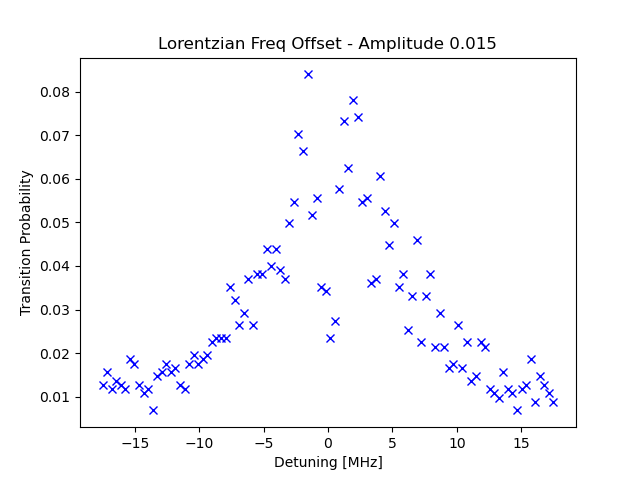 Lorentzian Freq Offset - Amplitude 0.015
0.08
0.07
0.06
0.05
0.04
0.03
0.02
0.01
Transition Probability
−15 −10 −5 0 5 10 15
Detuning [MHz]